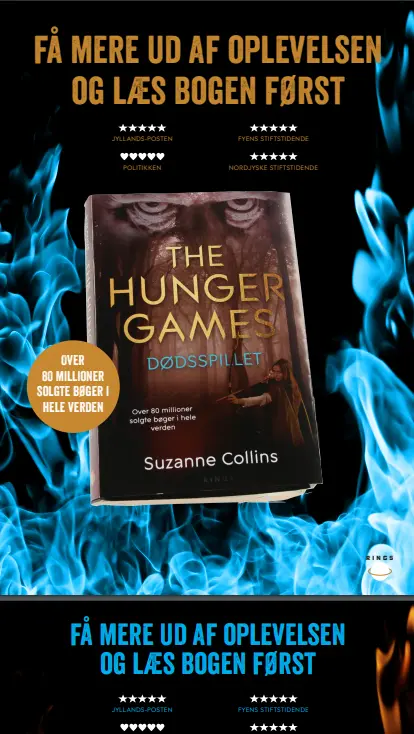 FÅ MERE UD AF OPLEVELSEN
OG LÆS BOGEN FØRST
★★★★★ ★★★★★
JYLLANDS-POSTEN FYENS STIFTSTIDENDE
♥♥♥♥♥ ★★★★★
POLITIKKEN NORDJYSKE STIFTSTIDENDE
THE
HUNGER
GAMES
DØDSSPILLET
OVER
80 MILLIONER
SOLGTE BØGER I
HELE VERDEN
Over 80 millioner
solgte bøger i hele
verden
Suzanne Collins
RINGS
FÅ MERE UD AF OPLEVELSEN
OG LÆS BOGEN FØRST
★★★★★ ★★★★★
JYLLANDS-POSTEN FYENS STIFTSTIDENDE
♥♥♥♥♥ ★★★★★